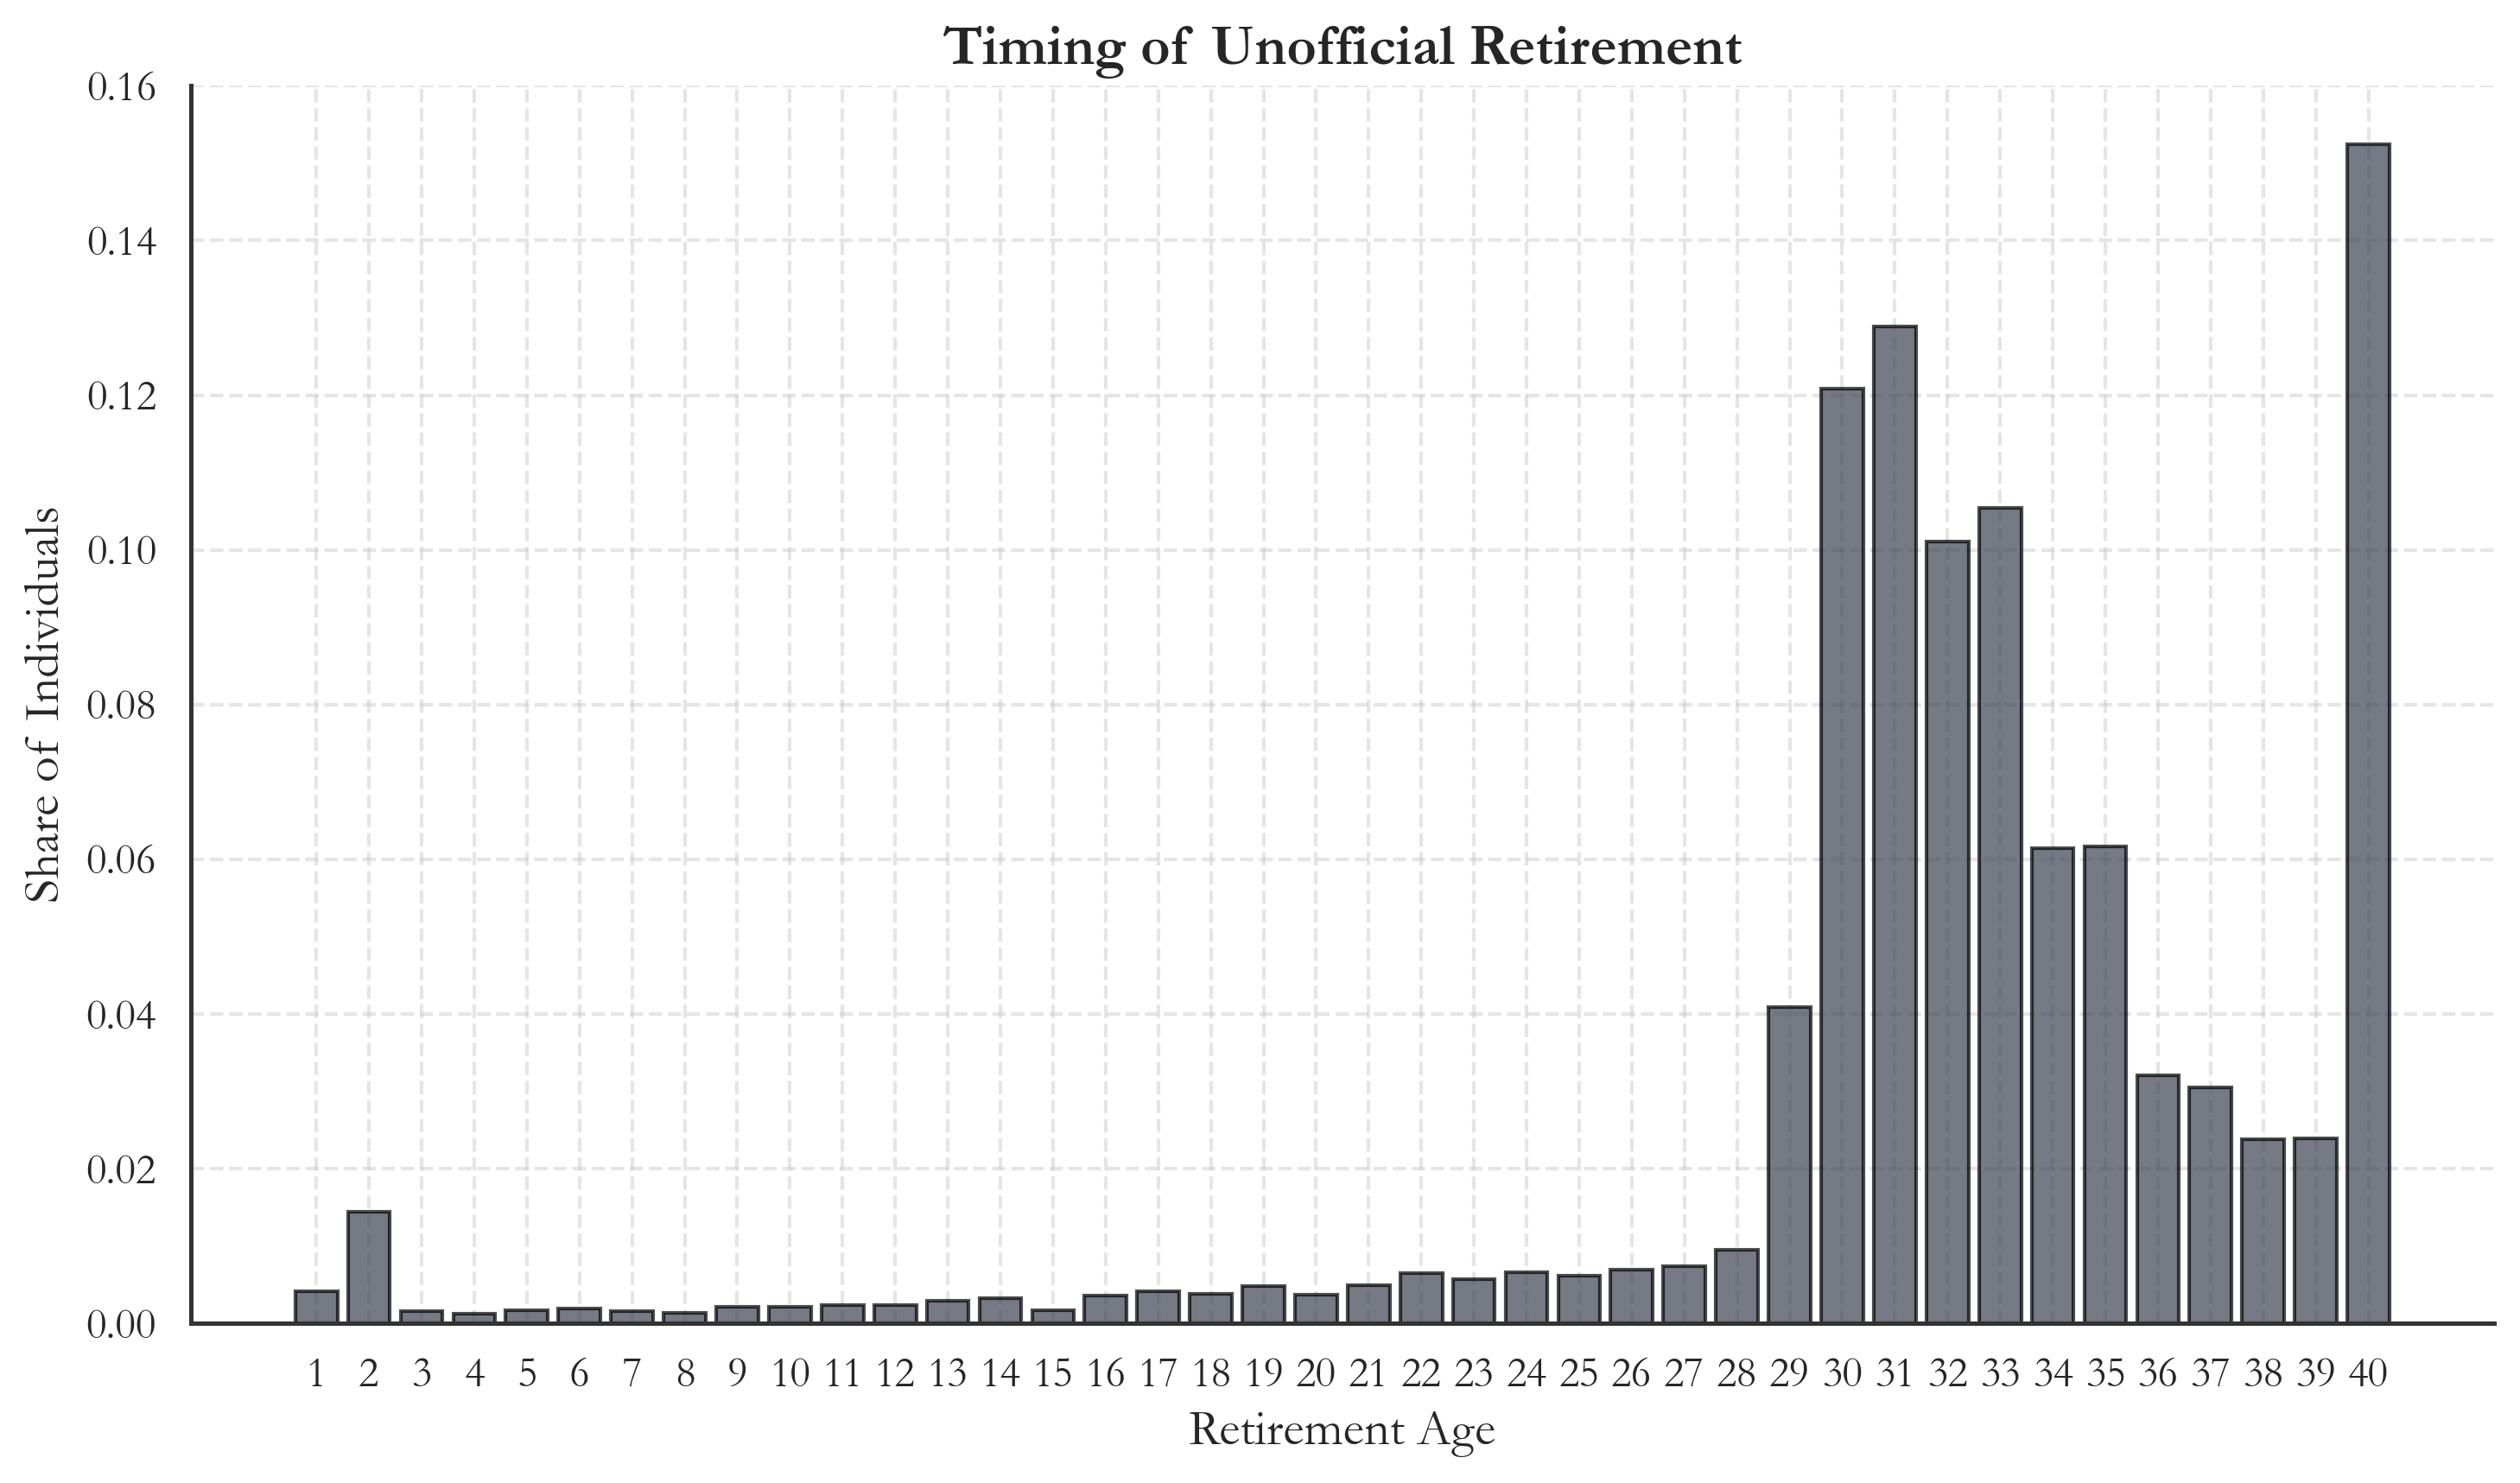 Timing of Unofficial Retirement
0.16
0.14
0.12
0.10
0.08
0.06
0.04
0.02
0.00
Share of Individuals
1 2 3 4 5 6 7 8 9 10 11 12 13 14 15 16 17 18 19 20 21 22 23 24 25 26 27 28 29 30 31 32 33 34 35 36 37 38 39 40
Retirement Age